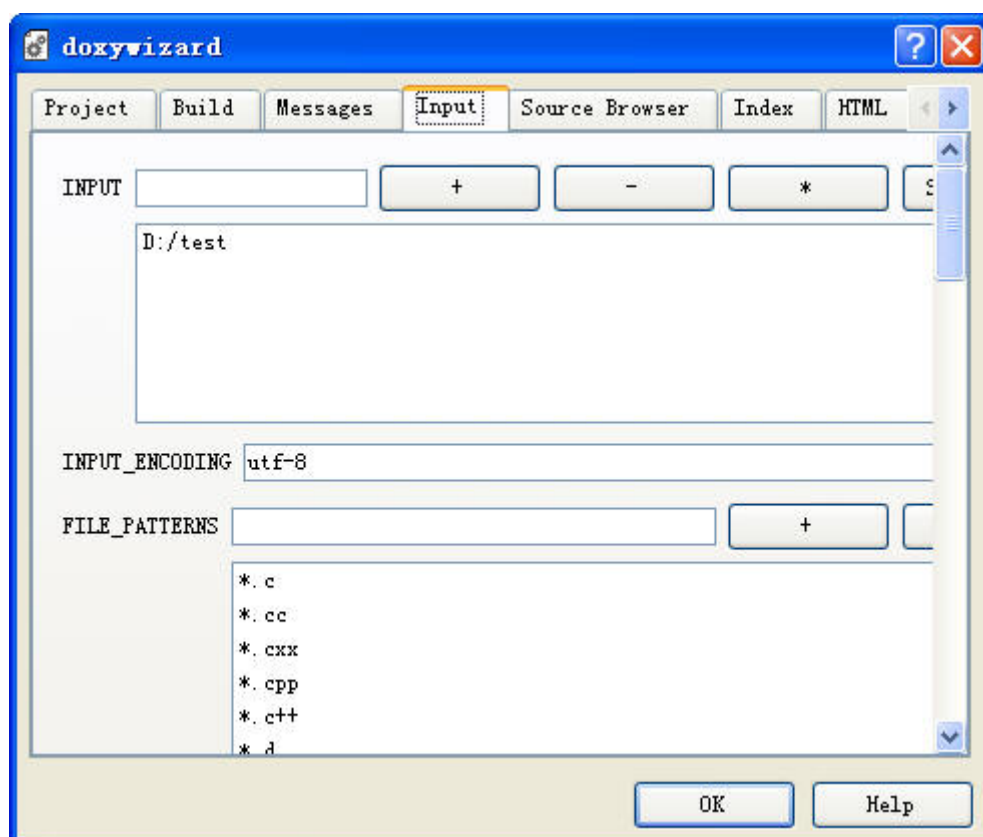 doxywizard
Project Build Messages Input Source Browser Index HTML
INPUT + - *
D:/test
INPUT_ENCODING utf-8
FILE_PATTERNS +
*.c
*.cc
*.cxx
*.cpp
*.c++
*.d
OK Help